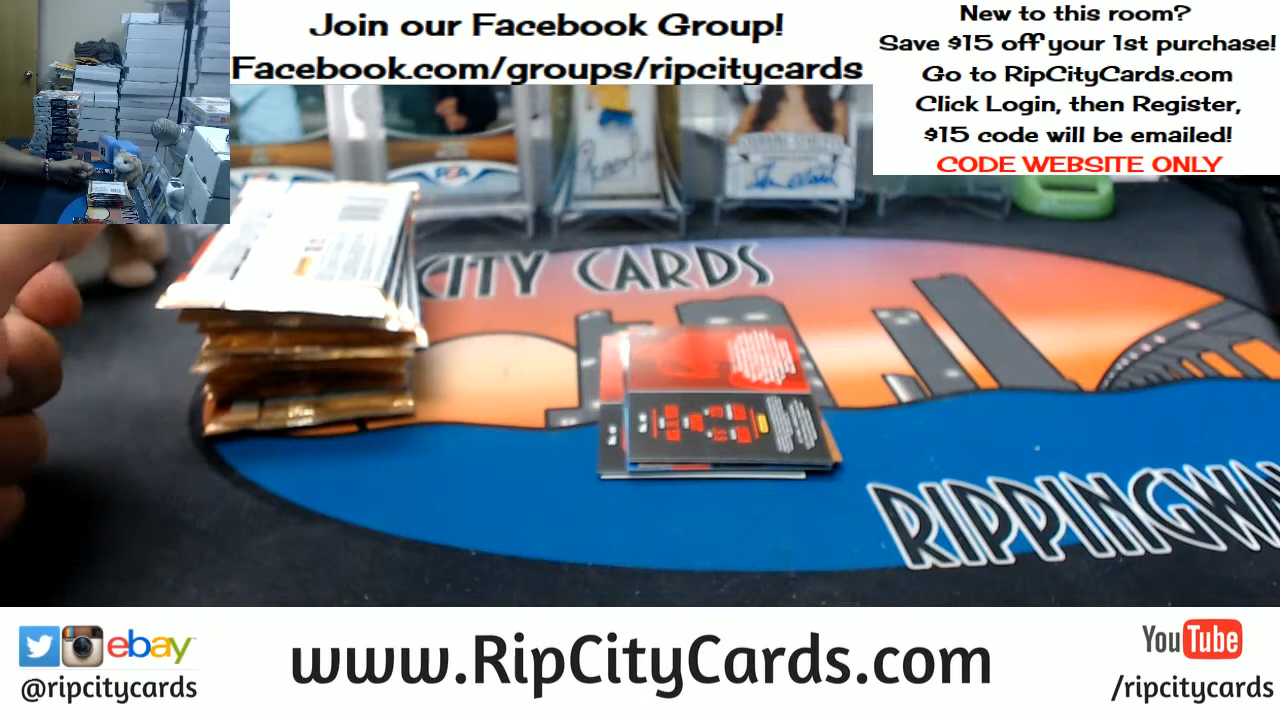 Join our Facebook Group!
Facebook.com/groups/ripcitycards
New to this room?
Save $15 off your 1st purchase!
Go to RipCityCards.com
Click Login, then Register,
$15 code will be emailed!
CODE WEBSITE ONLY
CITY CARDS
RIPPINGWA
ebay
@ripcitycards
www.RipCityCards.com
YouTube
/ripcitycards